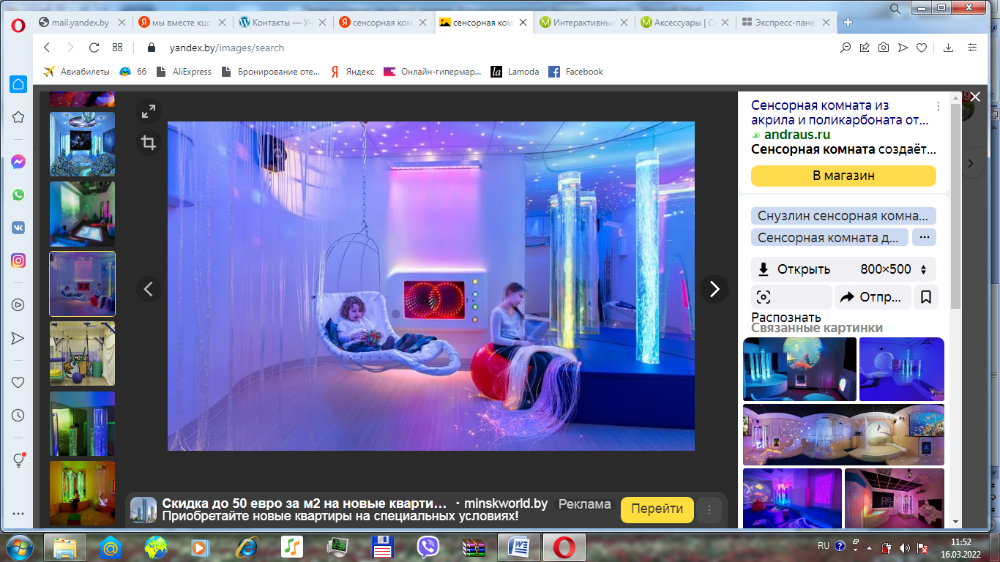 mail.yandex.by
мы вместе кцсо
Контакты — Уч
сенсорная ком
сенсорная ком
Интерактивные
Аксессуары | Ст
Экспресс-пане
yandex.by/images/search
Авиабилеты
66
AliExpress
Бронирование оте...
Яндекс
Онлайн-гипермар...
la
Lamoda
Facebook
Сенсорная комната из
акрила и поликарбоната от...
andraus.ru
Сенсорная комната создаёт...
В магазин
Снузлин сенсорная комна...
Сенсорная комната д...
Открыть
800×500
Отпр...
Распознать
Связанные картинки
Скидка до 50 евро за м2 на новые кварти... · minskworld.by Реклама
Приобретайте новые квартиры на специальных условиях!
Перейти
RU
11:52
16.03.2022